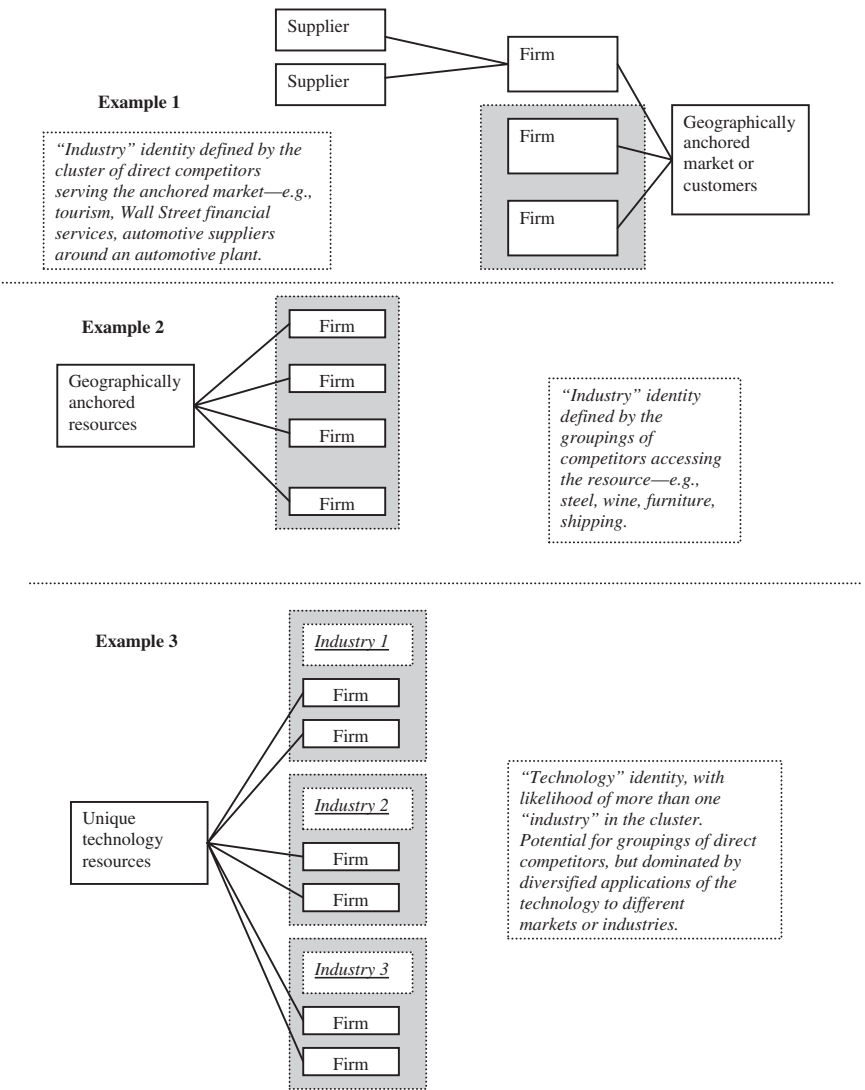 Supplier
Supplier
Firm
Example 1
“Industry” identity defined by the
cluster of direct competitors
serving the anchored market—e.g.,
tourism, Wall Street financial
services, automotive suppliers
around an automotive plant.
Firm
Firm
Geographically
anchored
market or
customers
Example 2
Geographically
anchored
resources
Firm
Firm
Firm
Firm
“Industry” identity
defined by the
groupings of
competitors accessing
the resource—e.g.,
steel, wine, furniture,
shipping.
Example 3
Unique
technology
resources
Industry 1
Firm
Firm
Industry 2
Firm
Firm
Industry 3
Firm
Firm
“Technology” identity, with
likelihood of more than one
“industry” in the cluster.
Potential for groupings of direct
competitors, but dominated by
diversified applications of the
technology to different
markets or industries.